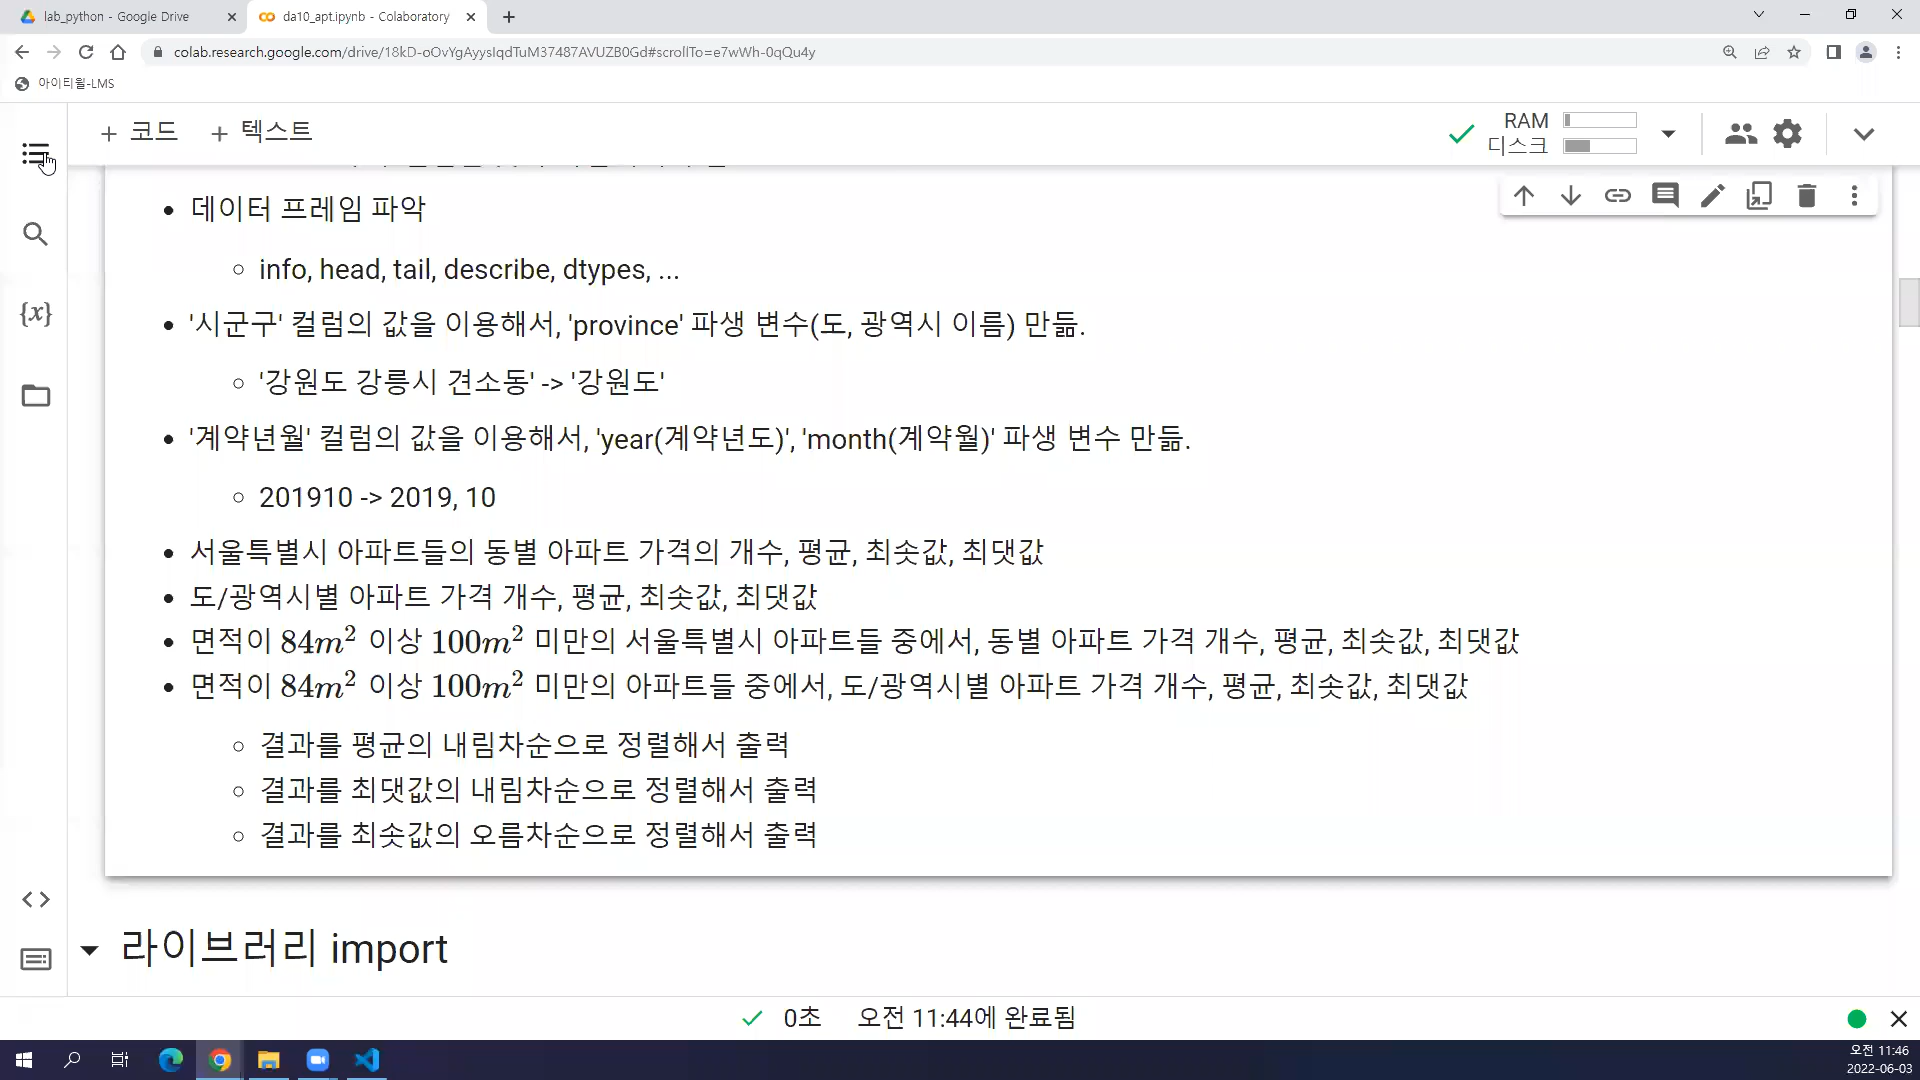 lab_python - Google Drive
da10_apt.ipynb - Colaboratory
colab.research.google.com/drive/18kD-oOvYgAyysIqdTuM37487AVUZB0Gd#scrollTo=e7wWh-0qQu4y
아이티윌-LMS
+ 코드 + 텍스트
RAM
디스크
데이터 프레임 파악
info, head, tail, describe, dtypes, ...
'시군구' 컬럼의 값을 이용해서, 'province' 파생 변수(도, 광역시 이름) 만듦.
'강원도 강릉시 견소동' -> '강원도'
'계약년월' 컬럼의 값을 이용해서, 'year(계약년도)', 'month(계약월)' 파생 변수 만듦.
201910 -> 2019, 10
서울특별시 아파트들의 동별 아파트 가격의 개수, 평균, 최솟값, 최댓값
도/광역시별 아파트 가격 개수, 평균, 최솟값, 최댓값
면적이 84m² 이상 100m² 미만의 서울특별시 아파트들 중에서, 동별 아파트 가격 개수, 평균, 최솟값, 최댓값
면적이 84m² 이상 100m² 미만의 아파트들 중에서, 도/광역시별 아파트 가격 개수, 평균, 최솟값, 최댓값
결과를 평균의 내림차순으로 정렬해서 출력
결과를 최댓값의 내림차순으로 정렬해서 출력
결과를 최솟값의 오름차순으로 정렬해서 출력
라이브러리 import
0초 오전 11:44에 완료됨
오전 11:46
2022-06-03